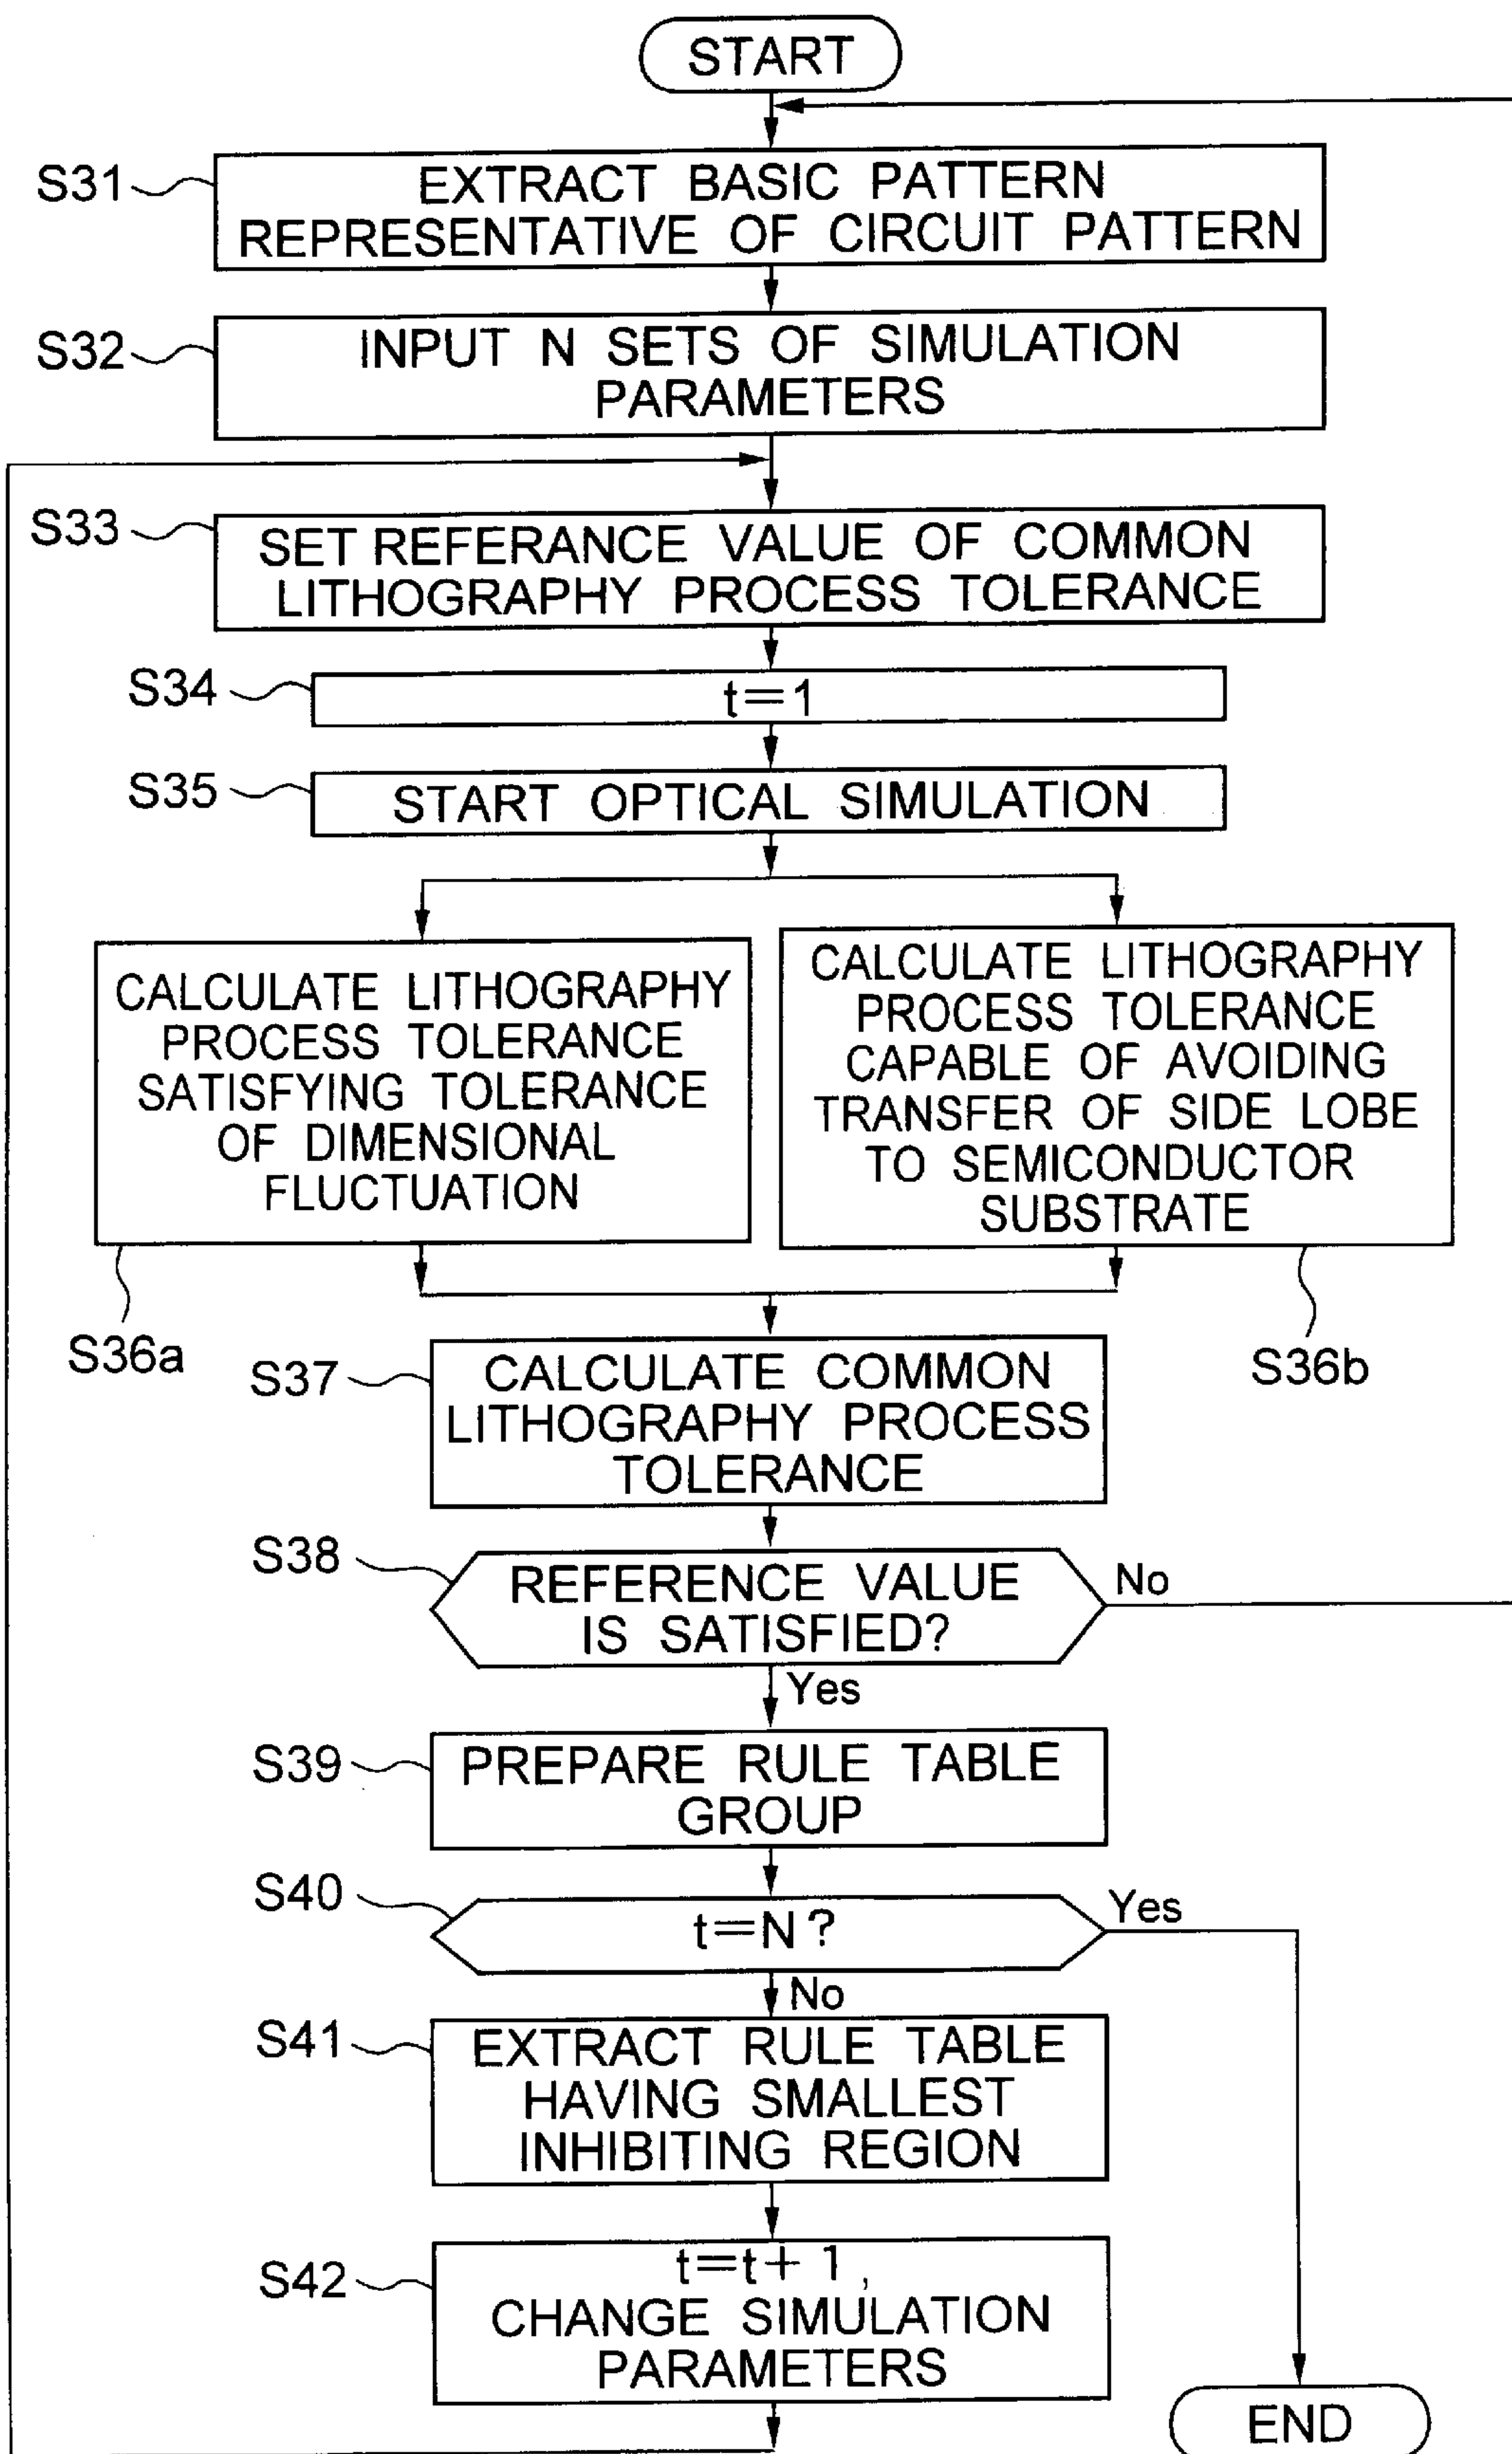 START
S31
EXTRACT BASIC PATTERN
REPRESENTATIVE OF CIRCUIT PATTERN
S32
INPUT N SETS OF SIMULATION
PARAMETERS
S33
SET REFERANCE VALUE OF COMMON
LITHOGRAPHY PROCESS TOLERANCE
S34
t=1
S35
START OPTICAL SIMULATION
CALCULATE LITHOGRAPHY
PROCESS TOLERANCE
SATISFYING TOLERANCE
OF DIMENSIONAL
FLUCTUATION
S36a
CALCULATE LITHOGRAPHY
PROCESS TOLERANCE
CAPABLE OF AVOIDING
TRANSFER OF SIDE LOBE
TO SEMICONDUCTOR
SUBSTRATE
S36b
S37
CALCULATE COMMON
LITHOGRAPHY PROCESS
TOLERANCE
S38
REFERENCE VALUE
IS SATISFIED?
No
Yes
S39
PREPARE RULE TABLE
GROUP
S40
t=N?
Yes
No
S41
EXTRACT RULE TABLE
HAVING SMALLEST
INHIBITING REGION
S42
t=t+1,
CHANGE SIMULATION
PARAMETERS
END